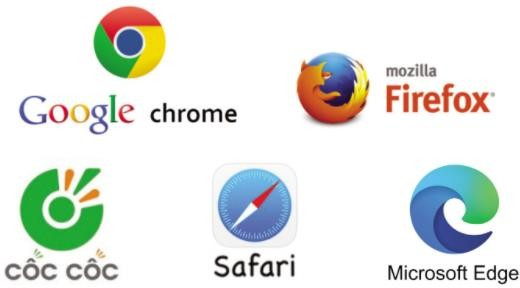 Google chrome
mozilla
Firefox
CỐC CỐC
Safari
Microsoft Edge